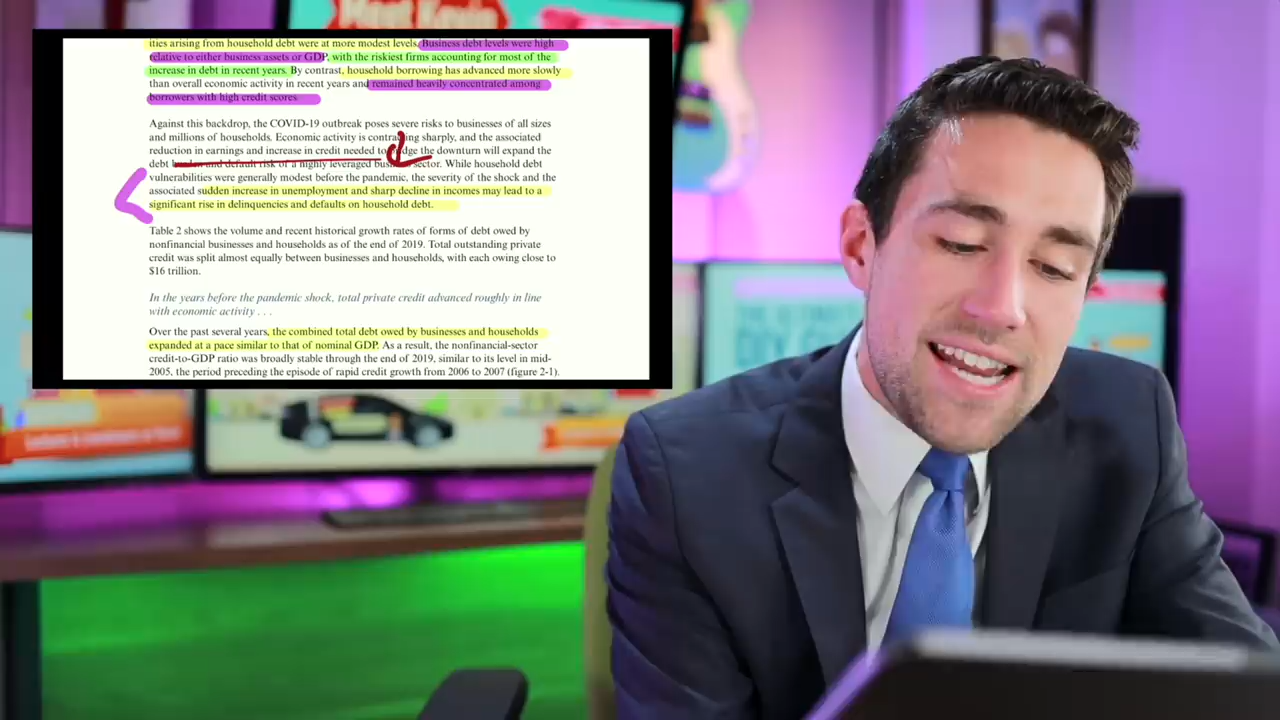 Meet Kevin
ities arising from household debt were at more modest levels. Business debt levels were high
relative to either business assets or GDP, with the riskiest firms accounting for most of the
increase in debt in recent years. By contrast, household borrowing has advanced more slowly
than overall economic activity in recent years and remained heavily concentrated among
borrowers with high credit scores.
Against this backdrop, the COVID-19 outbreak poses severe risks to businesses of all sizes
and millions of households. Economic activity is contracting sharply, and the associated
reduction in earnings and increase in credit needed to bridge the downturn will expand the
debt burden and default risk of a highly leveraged business sector. While household debt
vulnerabilities were generally modest before the pandemic, the severity of the shock and the
associated sudden increase in unemployment and sharp decline in incomes may lead to a
significant rise in delinquencies and defaults on household debt.
Table 2 shows the volume and recent historical growth rates of forms of debt owed by
nonfinancial businesses and households as of the end of 2019. Total outstanding private
credit was split almost equally between businesses and households, with each owing close to
$16 trillion.
In the years before the pandemic shock, total private credit advanced roughly in line
with economic activity . . .
Over the past several years, the combined total debt owed by businesses and households
expanded at a pace similar to that of nominal GDP. As a result, the nonfinancial-sector
credit-to-GDP ratio was broadly stable through the end of 2019, similar to its level in mid-
2005, the period preceding the episode of rapid credit growth from 2006 to 2007 (figure 2-1).
THE ULTIMATE